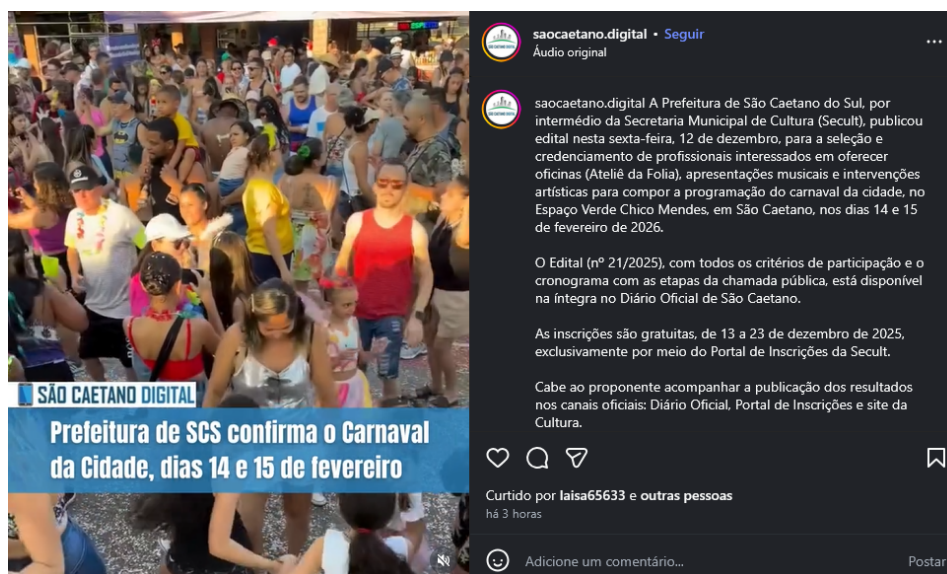 SÃO CAETANO DIGITAL
Prefeitura de SCS confirma o Carnaval
da Cidade, dias 14 e 15 de fevereiro
saocaetano.digital • Seguir
Áudio original
saocaetano.digital A Prefeitura de São Caetano do Sul, por
intermédio da Secretaria Municipal de Cultura (Secult), publicou
edital nesta sexta-feira, 12 de dezembro, para a seleção e
credenciamento de profissionais interessados em oferecer
oficinas (Ateliê da Folia), apresentações musicais e intervenções
artísticas para compor a programação do carnaval da cidade, no
Espaço Verde Chico Mendes, em São Caetano, nos dias 14 e 15
de fevereiro de 2026.
O Edital (nº 21/2025), com todos os critérios de participação e o
cronograma com as etapas da chamada pública, está disponível
na íntegra no Diário Oficial de São Caetano.
As inscrições são gratuitas, de 13 a 23 de dezembro de 2025,
exclusivamente por meio do Portal de Inscrições da Secult.
Cabe ao proponente acompanhar a publicação dos resultados
nos canais oficiais: Diário Oficial, Portal de Inscrições e site da
Cultura.
Curtido por laisa65633 e outras pessoas
há 3 horas
Adicione um comentário...
Postar